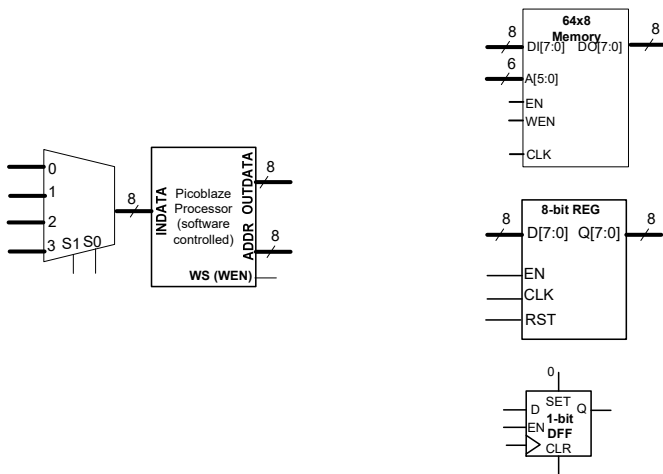 0
1
2
3
S1
S0
8
INDATA
Picoblaze
Processor
(software
controlled)
ADDR OUTDATA
WS (WEN)
8
8
64x8
Memory
8
DI[7:0] DO[7:0]
8
6
A[5:0]
EN
WEN
CLK
8-bit REG
8
D[7:0] Q[7:0]
8
EN
CLK
RST
0
SET
D
Q
1-bit
EN
DFF
CLR